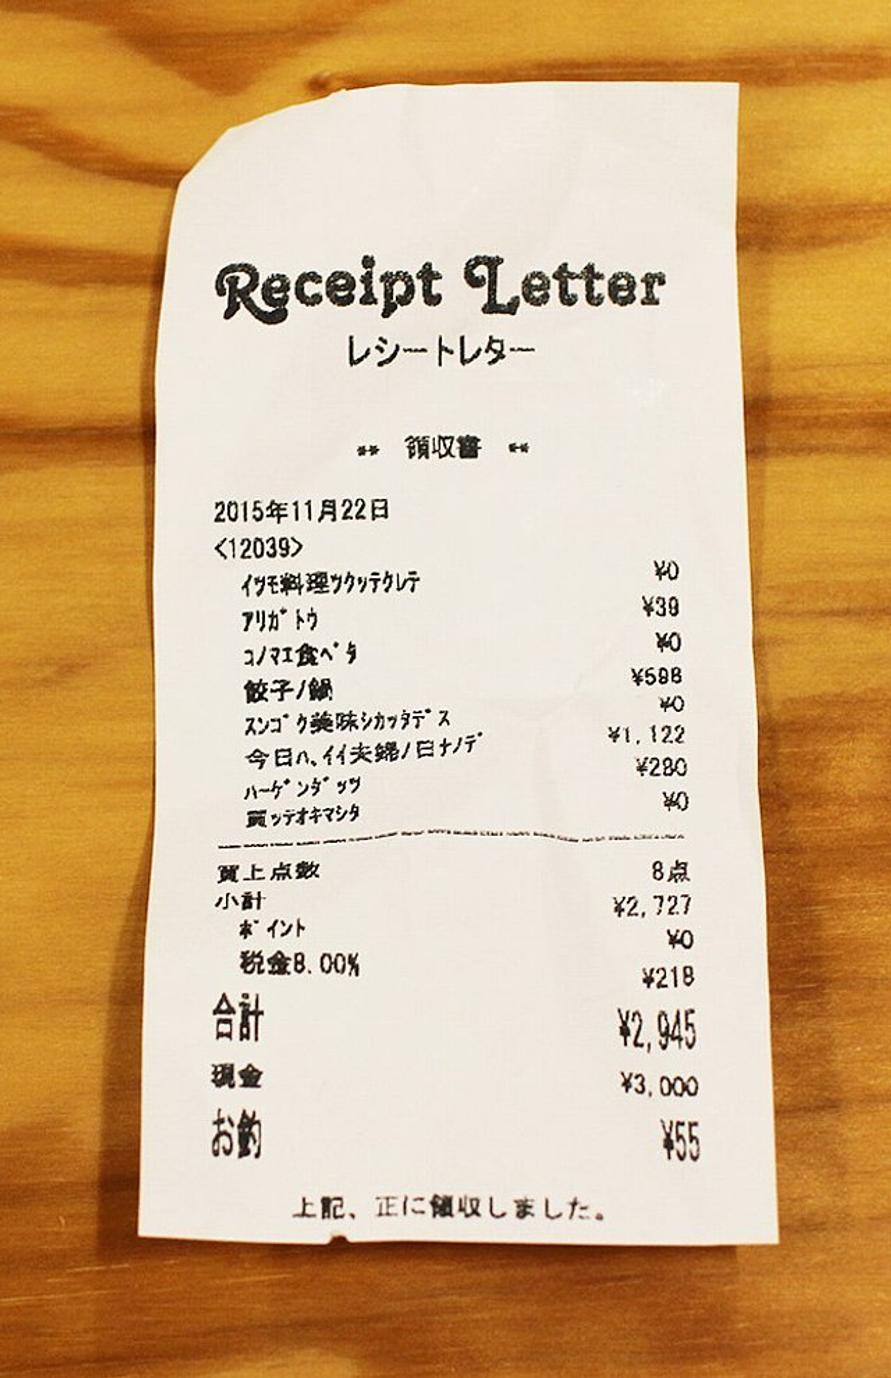 Receipt Letter
レシートレター
** 領収書 **
2015年11月22日
<12039>
ｲﾂﾓ料理ﾂｸｯﾃｸﾚﾃ ¥0
ｱﾘｶﾞﾄｳ ¥39
ｺﾉﾏｴ食ﾍﾞﾀ ¥0
餃子ﾉ鍋 ¥598
ｽﾝｺﾞｸ美味ｼｶｯﾀﾃﾞｽ ¥0
今日ﾊ、ｲｲ夫婦ﾉ日ﾅﾉﾃﾞ ¥1,122
ﾊｰｹﾞﾝﾀﾞｯﾂ ¥280
買ｯﾃｵｷﾏｼﾀ ¥0
買上点数 8点
小計 ¥2,727
ﾎﾟｲﾝﾄ ¥0
税金8.00% ¥218
合計 ¥2,945
現金 ¥3,000
お釣 ¥55
上記、正に領収しました。